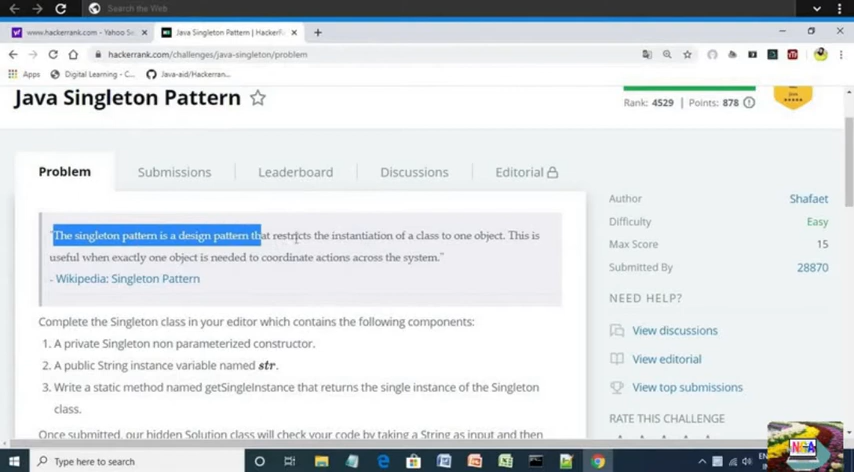 Search the Web
www.hackerrank.com - Yahoo Se
Java Singleton Pattern | HackerR
hackerrank.com/challenges/java-singleton/problem
Apps
Digital Learning - C...
Java-aid/Hackerran...
Java Singleton Pattern
Rank: 4529 | Points: 878
Problem
Submissions
Leaderboard
Discussions
Editorial
"The singleton pattern is a design pattern that restricts the instantiation of a class to one object. This is
useful when exactly one object is needed to coordinate actions across the system."
- Wikipedia: Singleton Pattern
Complete the Singleton class in your editor which contains the following components:
1. A private Singleton non parameterized constructor.
2. A public String instance variable named str.
3. Write a static method named getSingleInstance that returns the single instance of the Singleton
class.
Once submitted, our hidden Solution class will check your code by taking a String as input and then
Author Shafaet
Difficulty Easy
Max Score 15
Submitted By 28870
NEED HELP?
View discussions
View editorial
View top submissions
RATE THIS CHALLENGE
Type here to search
NGA